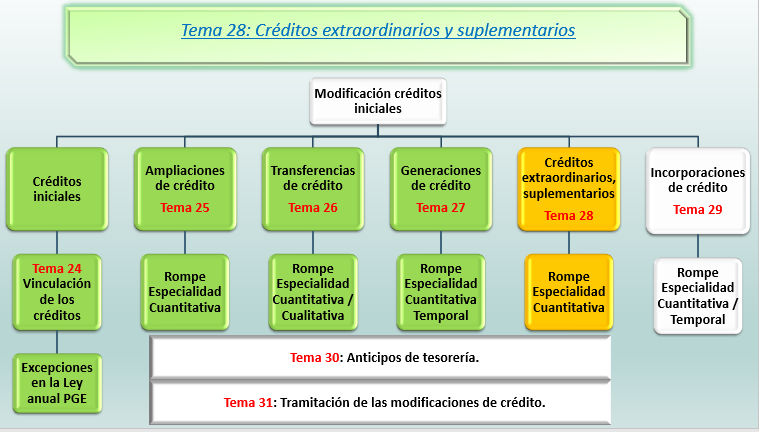 Tema 28: Créditos extraordinarios y suplementarios
Modificación créditos
iniciales
Créditos
iniciales
Ampliaciones
de crédito
Tema 25
Transferencias
de crédito
Tema 26
Generaciones
de crédito
Tema 27
Créditos
extraordinarios,
suplementarios
Tema 28
Incorporaciones
de crédito
Tema 29
Tema 24
Vinculación
de los
créditos
Rompe
Especialidad
Cuantitativa
Rompe
Especialidad
Cuantitativa /
Cualitativa
Rompe
Especialidad
Cuantitativa
Temporal
Rompe
Especialidad
Cuantitativa
Rompe
Especialidad
Cuantitativa /
Temporal
Excepciones
en la Ley
anual PGE
Tema 30: Anticipos de tesorería.
Tema 31: Tramitación de las modificaciones de crédito.